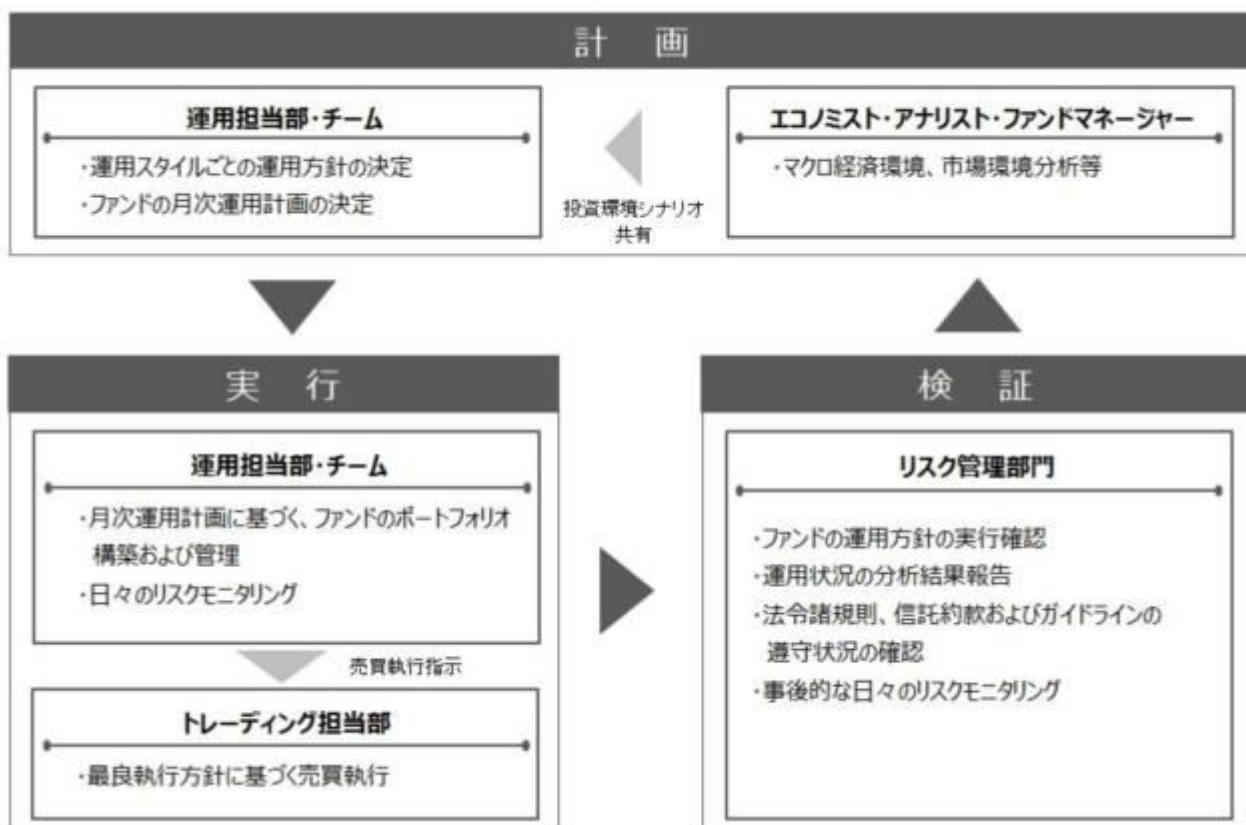 計 画
運用担当部・チーム
・運用スタイルごとの運用方針の決定
・ファンドの月次運用計画の決定
投資環境シナリオ
共有
エコノミスト・アナリスト・ファンドマネージャー
・マクロ経済環境、市場環境分析等
実 行
運用担当部・チーム
・月次運用計画に基づく、ファンドのポートフォリオ
構築および管理
・日々のリスクモニタリング
売買執行指示
トレーディング担当部
・最良執行方針に基づく売買執行
検 証
リスク管理部門
・ファンドの運用方針の実行確認
・運用状況の分析結果報告
・法令諸規則、信託約款およびガイドラインの
遵守状況の確認
・事後的な日々のリスクモニタリング